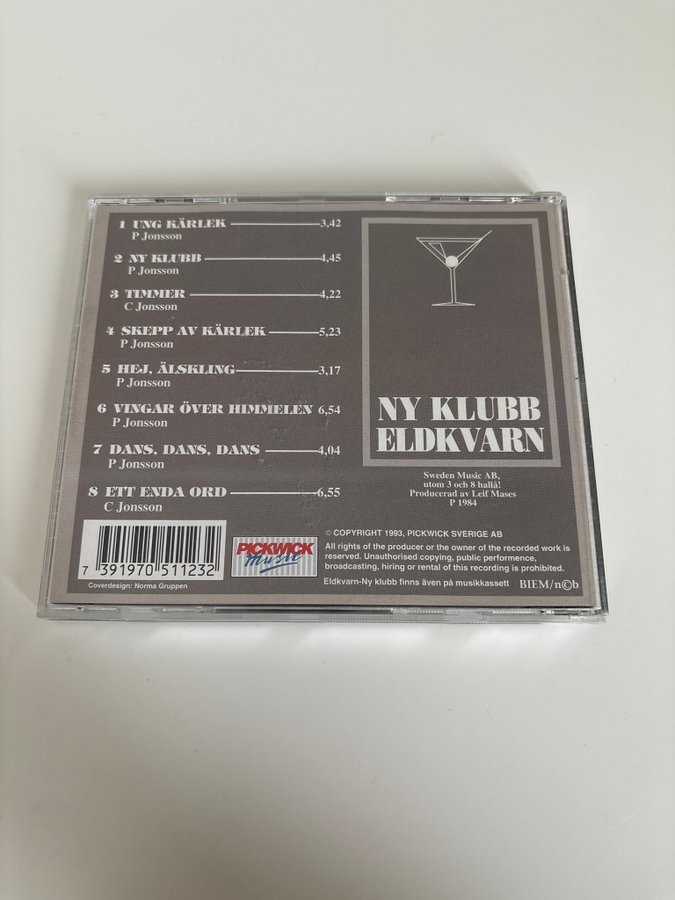 1 UNG KÄRLEK 3,42
P Jonsson
2 NY KLUBB 4,45
P Jonsson
3 TIMMER 4,22
C Jonsson
4 SKEPP AV KÄRLEK 5,23
P Jonsson
5 HEJ, ÄLSKLING 3,17
P Jonsson
6 VINGAR ÖVER HIMMELEN 6,54
P Jonsson
7 DANS, DANS, DANS 4,04
P Jonsson
8 ETT ENDA ORD 6,55
C Jonsson
NY KLUBB
ELDKVARN
Sweden Music AB,
utom 3 och 8 hallå!
Producerad av Leif Mases
P 1984
7 391970 511232
Coverdesign: Norma Gruppen
PICKWICK
Music
© COPYRIGHT 1993, PICKWICK SVERIGE AB
All rights of the producer or the owner of the recorded work is
reserved. Unauthorised copying, public performence,
broadcasting, hiring or rental of this recording is prohibited.
Eldkvarn-Ny klubb finns även på musikkassett BIEM/n©b